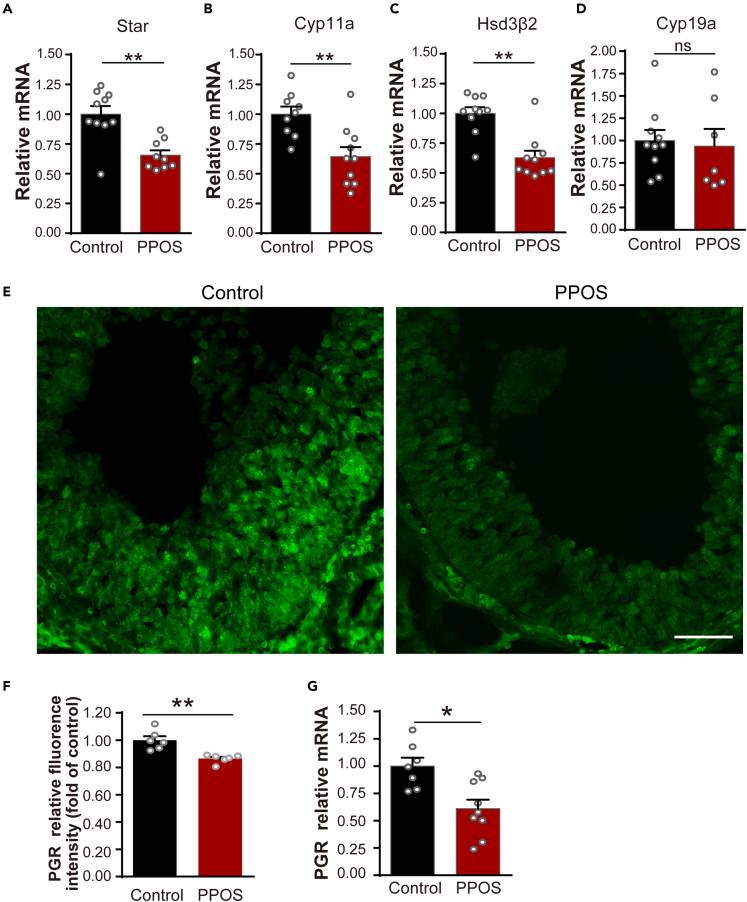 A
Star
Relative mRNA
1.50
1.25
1.00
0.75
0.50
0.25
0.00
**
Control
PPOS
B
Cyp11a
Relative mRNA
1.50
1.25
1.00
0.75
0.50
0.25
0.00
**
Control
PPOS
C
Hsd3β2
Relative mRNA
1.50
1.25
1.00
0.75
0.50
0.25
0.00
**
Control
PPOS
D
Cyp19a
Relative mRNA
2.00
1.75
1.50
1.25
1.00
0.75
0.50
0.25
0.00
ns
Control
PPOS
E
Control
PPOS
F
PGR relative filuorence
intensity (fold of control)
1.20
1.00
0.80
0.60
0.40
0.20
0.00
**
Control
PPOS
G
PGR relative mRNA
1.50
1.25
1.00
0.75
0.50
0.25
0.00
*
Control
PPOS